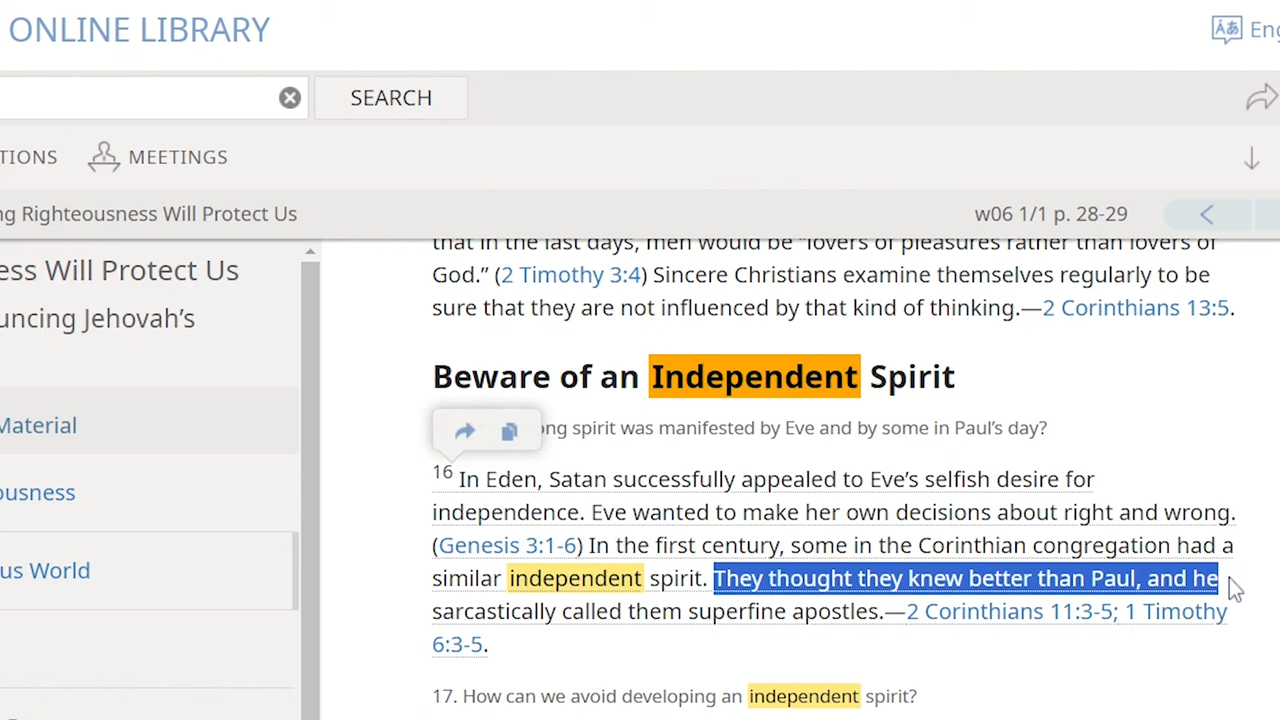 ONLINE LIBRARY
Eng
SEARCH
TIONS
MEETINGS
ng Righteousness Will Protect Us
w06 1/1 p. 28-29
ess Will Protect Us
uncing Jehovah's
Material
ousness
us World
that in the last days, men would be "lovers of pleasures rather than lovers of
God." (2 Timothy 3:4) Sincere Christians examine themselves regularly to be
sure that they are not influenced by that kind of thinking.—2 Corinthians 13:5.
Beware of an Independent Spirit
ong spirit was manifested by Eve and by some in Paul's day?
16 In Eden, Satan successfully appealed to Eve's selfish desire for
independence. Eve wanted to make her own decisions about right and wrong.
(Genesis 3:1-6) In the first century, some in the Corinthian congregation had a
similar independent spirit. They thought they knew better than Paul, and he
sarcastically called them superfine apostles.—2 Corinthians 11:3-5; 1 Timothy
6:3-5.
17. How can we avoid developing an independent spirit?